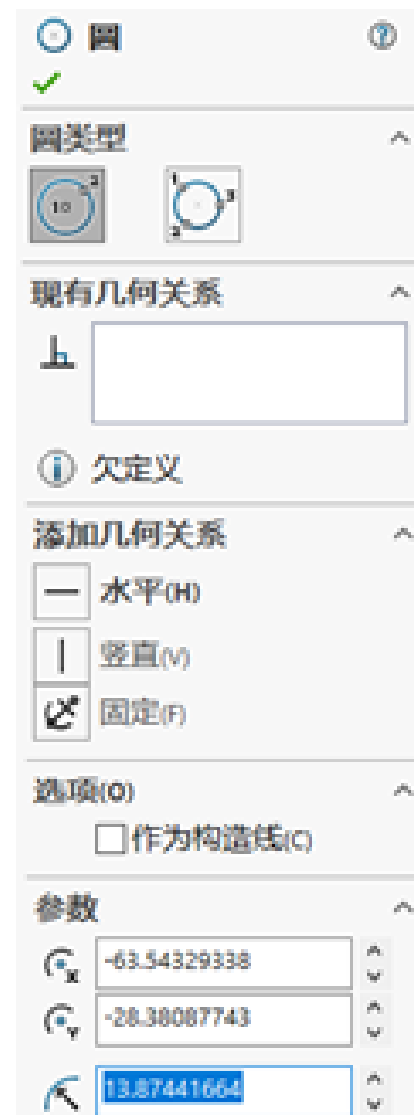 圆
圆类型
现有几何关系
欠定义
添加几何关系
水平(H)
竖直(V)
固定(F)
选项(O)
作为构造线(C)
参数
-63.54329338
-28.38087743
13.87441664